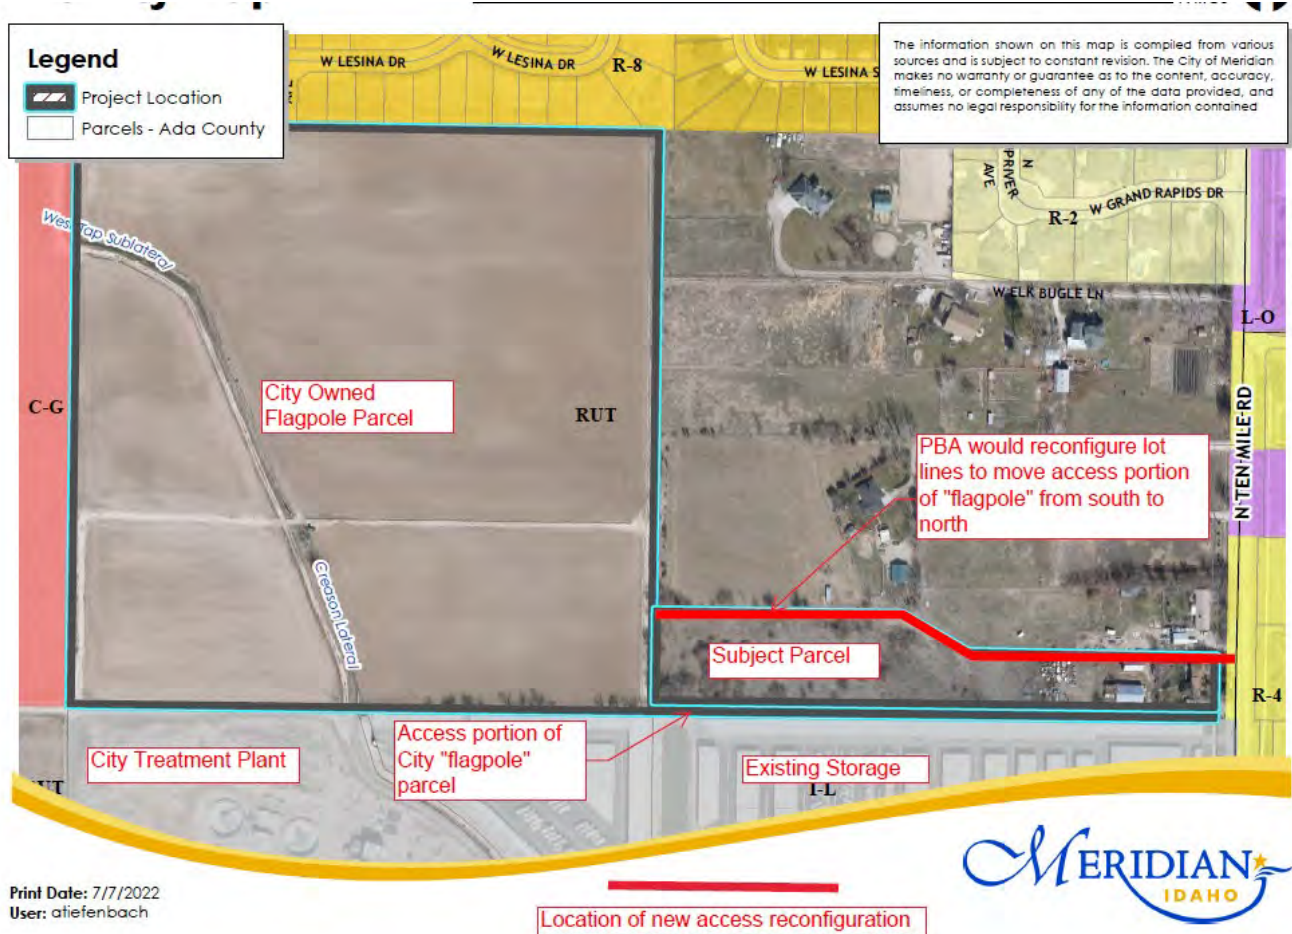 Legend
Project Location
Parcels - Ada County
The information shown on this map is compiled from various
sources and is subject to constant revision. The City of Meridian
makes no warranty or guarantee as to the content, accuracy,
timeliness, or completeness of any of the data provided, and
assumes no legal responsibility for the information contained
W LESINA DR
W LESINA DR
R-8
W LESINA S
N
PRIVER
AVE
R-2
W GRAND RAPIDS DR
West Tap Sublateral
W ELK BUGLE LN
L-O
C-G
City Owned
Flagpole Parcel
RUT
N TEN MILE RD
PBA would reconfigure lot
lines to move access portion
of "flagpole" from south to
north
Creason Lateral
Subject Parcel
R-4
City Treatment Plant
Access portion of
City "flagpole"
parcel
Existing Storage
I-L
MERIDIAN
IDAHO
Print Date: 7/7/2022
User: atiefenbach
Location of new access reconfiguration